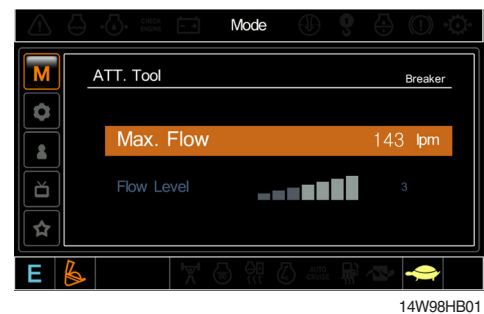 CHECK ENGINE Mode
M ATT. Tool Breaker
Max. Flow 143 lpm
Flow Level 3
E AUTO CRUISE
14W98HB01